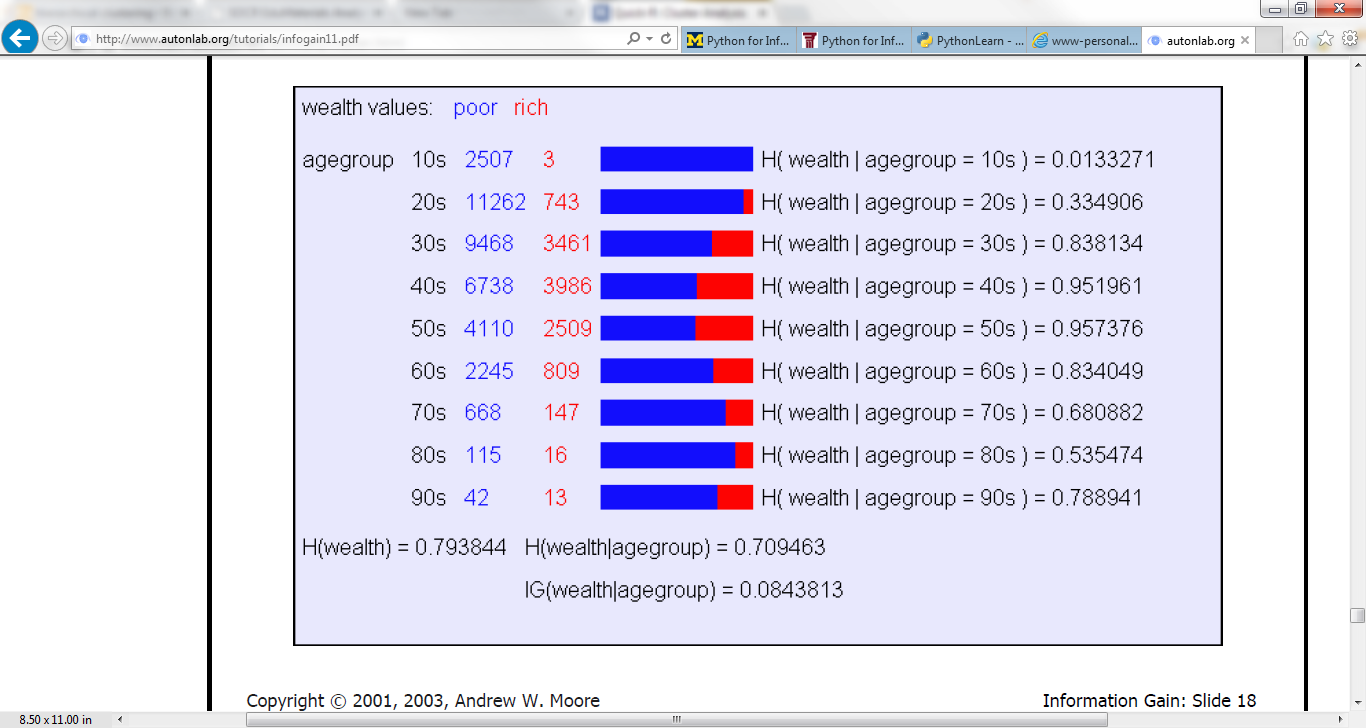 http://www.autonlab.org/tutorials/infogain11.pdf
Python for Inf...
Python for Inf...
PythonLearn - ...
www-personal...
autonlab.org
wealth values: poor rich
agegroup 10s 2507 3 H( wealth | agegroup = 10s ) = 0.0133271
20s 11262 743 H( wealth | agegroup = 20s ) = 0.334906
30s 9468 3461 H( wealth | agegroup = 30s ) = 0.838134
40s 6738 3986 H( wealth | agegroup = 40s ) = 0.951961
50s 4110 2509 H( wealth | agegroup = 50s ) = 0.957376
60s 2245 809 H( wealth | agegroup = 60s ) = 0.834049
70s 668 147 H( wealth | agegroup = 70s ) = 0.680882
80s 115 16 H( wealth | agegroup = 80s ) = 0.535474
90s 42 13 H( wealth | agegroup = 90s ) = 0.788941
H(wealth) = 0.793844 H(wealth|agegroup) = 0.709463
IG(wealth|agegroup) = 0.0843813
Copyright © 2001, 2003, Andrew W. Moore
Information Gain: Slide 18
8.50 x 11.00 in